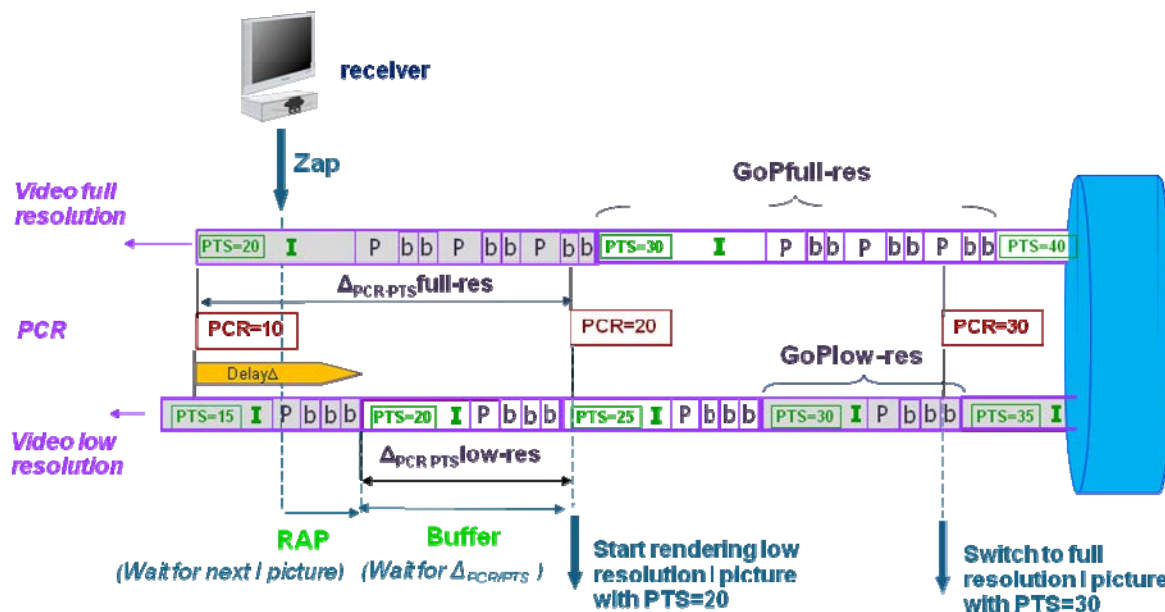 receiver
Zap
Video full
resolution
GoPfull-res
PTS=20 I P b b P b b P b b PTS=30 I P b b P b b P b b PTS=40
ΔPCR-PTSfull-res
PCR
PCR=10
PCR=20
PCR=30
GoPlow-res
DelayΔ
PTS=15 I P b b b PTS=20 I P b b b PTS=25 I P b b b PTS=30 I P b b b PTS=35 I
Video low
resolution
ΔPCR PTSlow-res
RAP
(Wait for next I picture)
Buffer
(Wait for ΔPCR/PTS )
Start rendering low
resolution I picture
with PTS=20
Switch to full
resolution I picture
with PTS=30